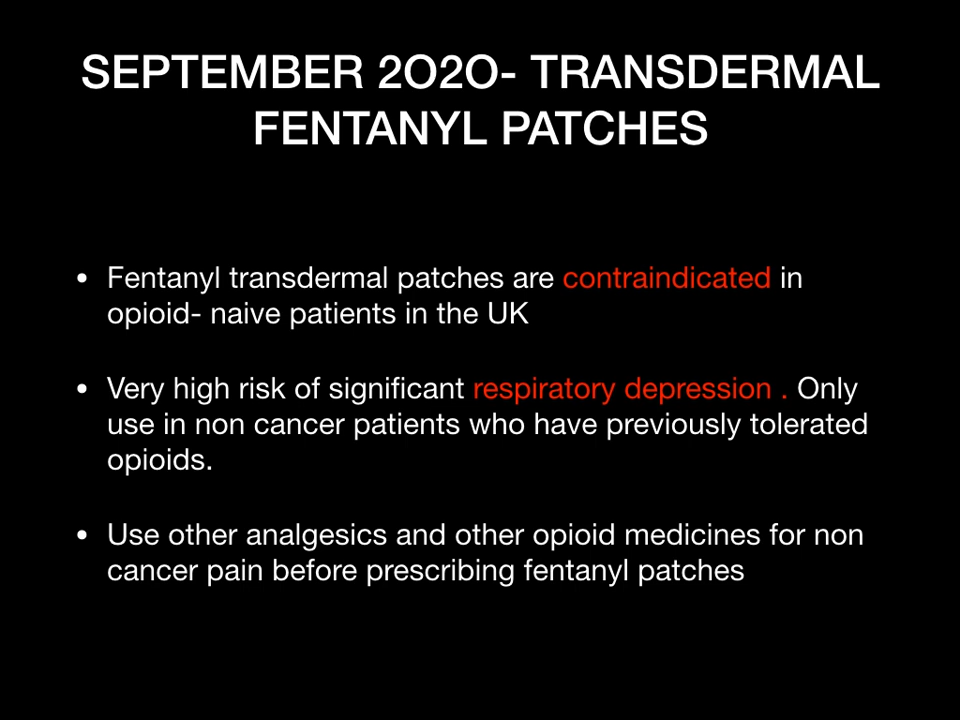 SEPTEMBER 2O2O- TRANSDERMAL
FENTANYL PATCHES
• Fentanyl transdermal patches are contraindicated in
opioid- naive patients in the UK
• Very high risk of significant respiratory depression . Only
use in non cancer patients who have previously tolerated
opioids.
• Use other analgesics and other opioid medicines for non
cancer pain before prescribing fentanyl patches